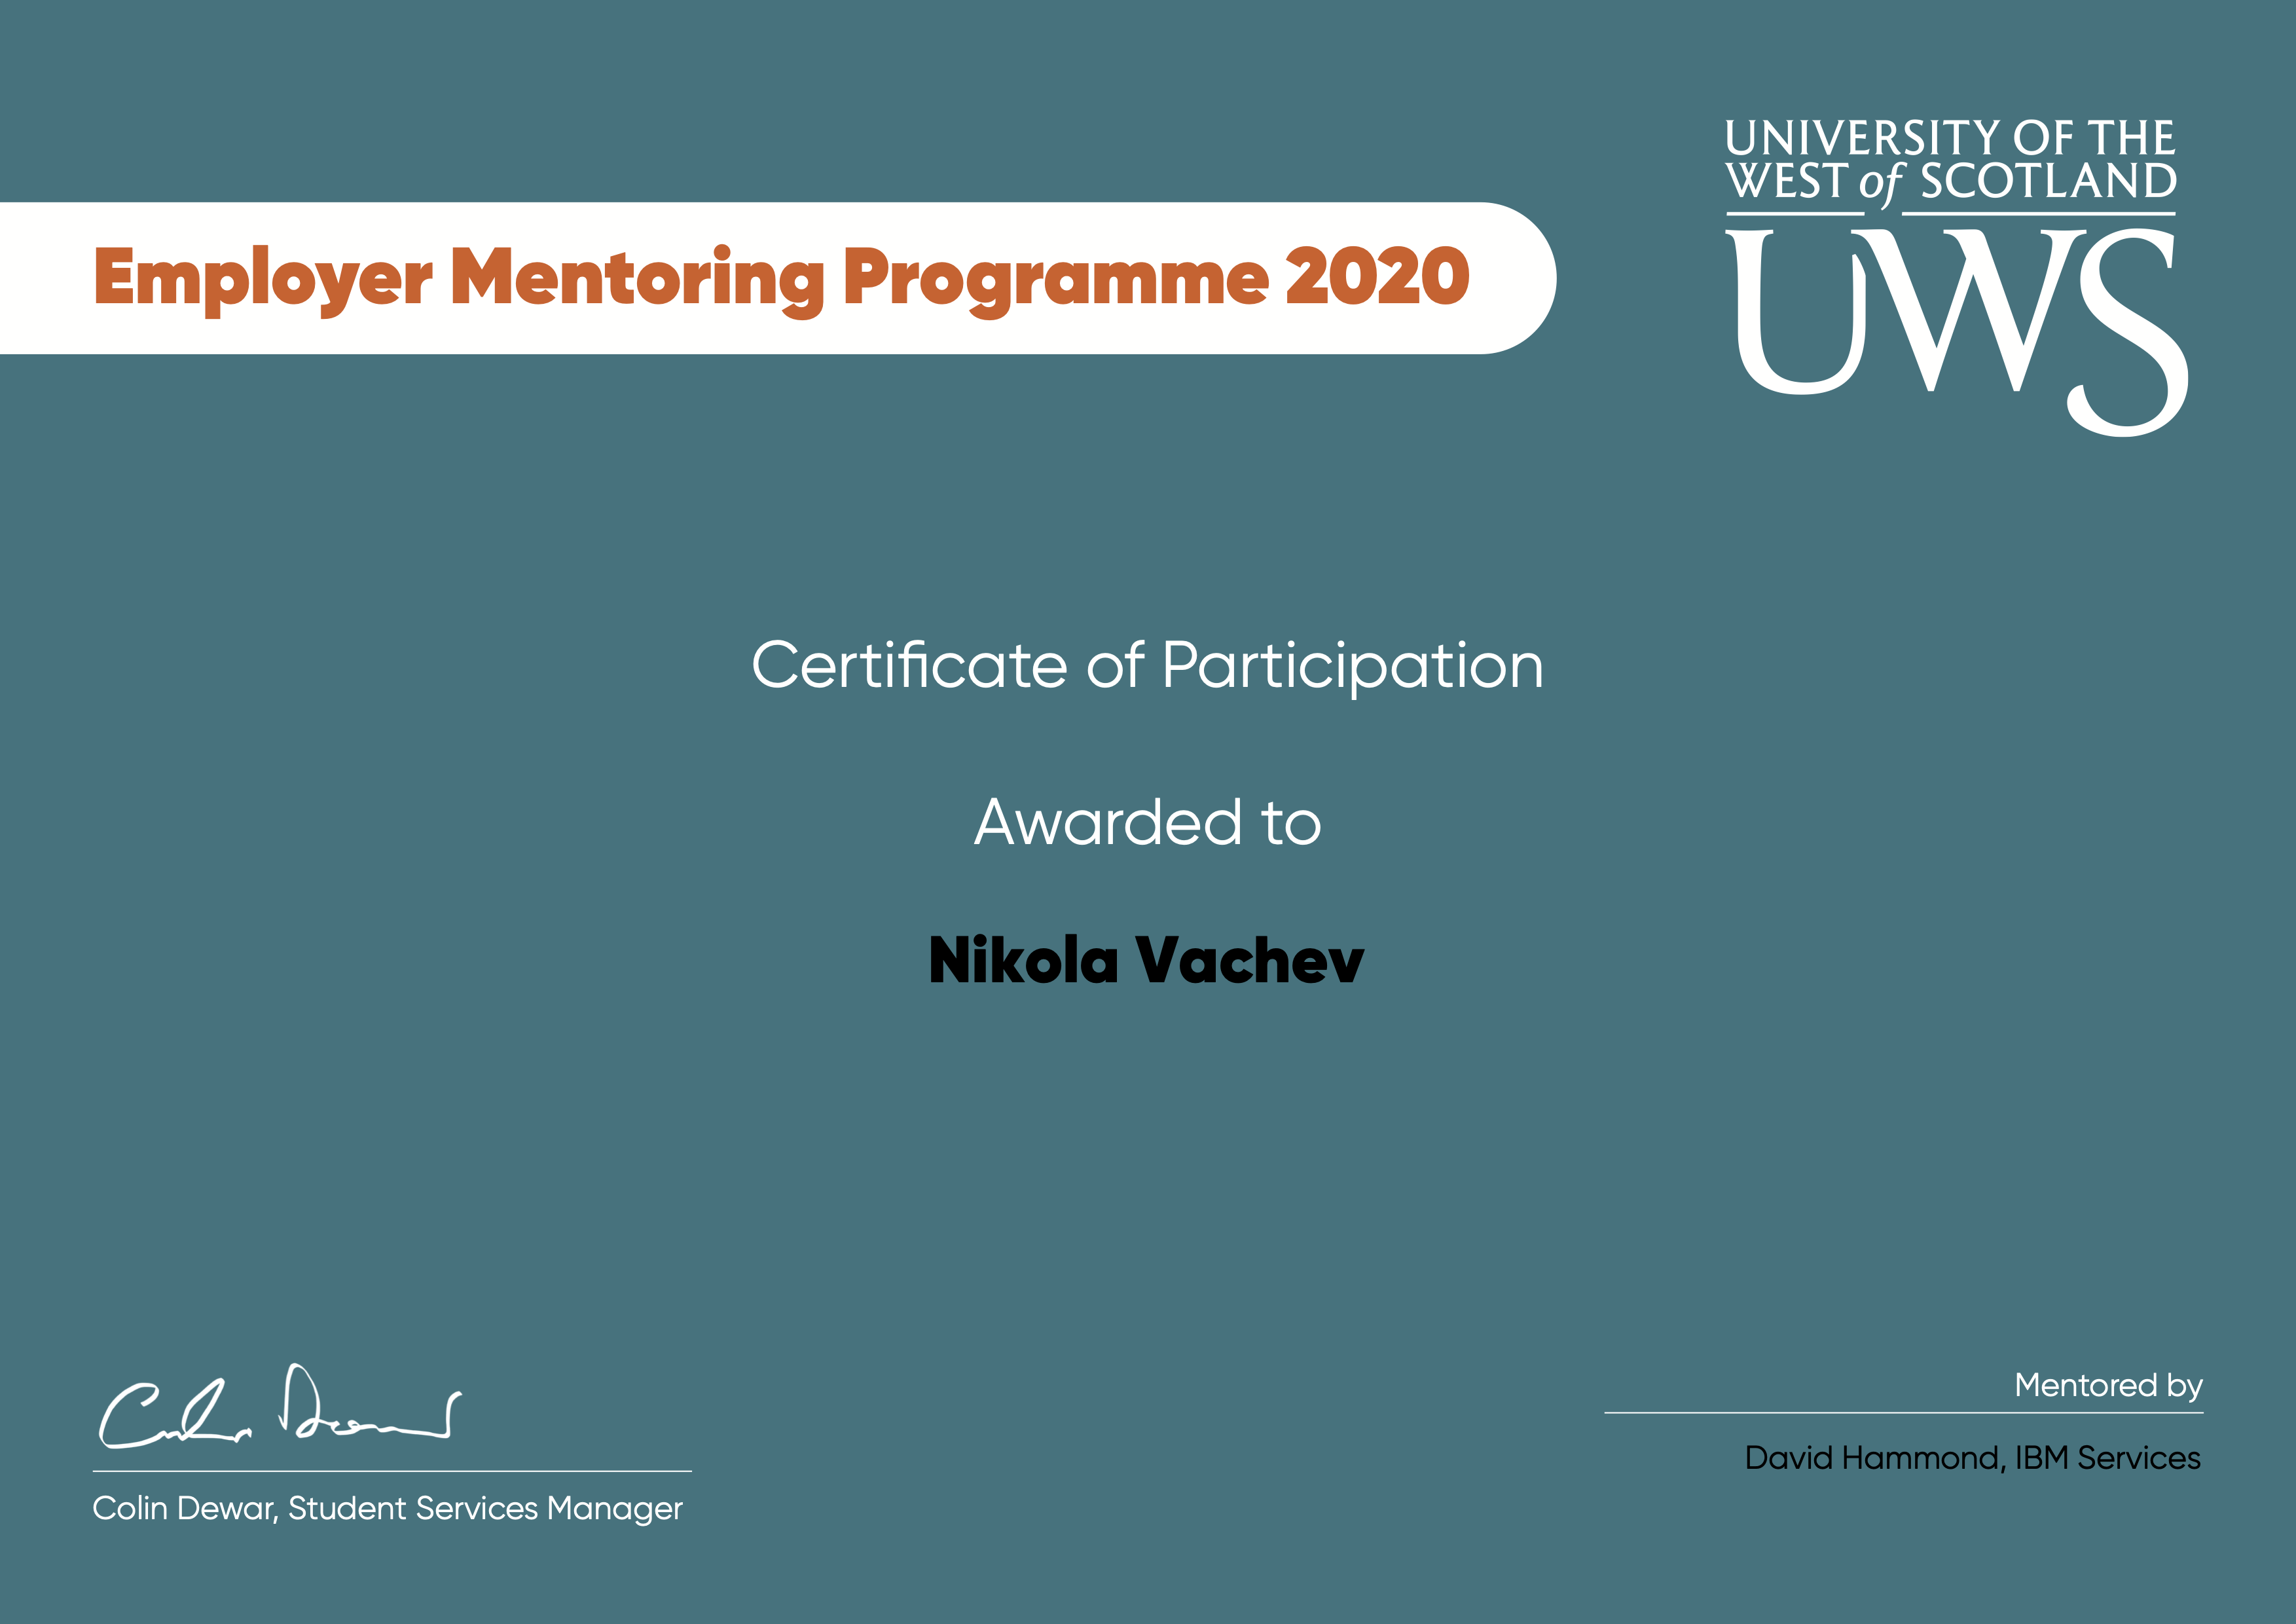 Employer Mentoring Programme 2020
UNIVERSITY OF THE
WEST of SCOTLAND
UWS
Certificate of Participation
Awarded to
Nikola Vachev
Colin Dewar
Colin Dewar, Student Services Manager
Mentored by
David Hammond, IBM Services